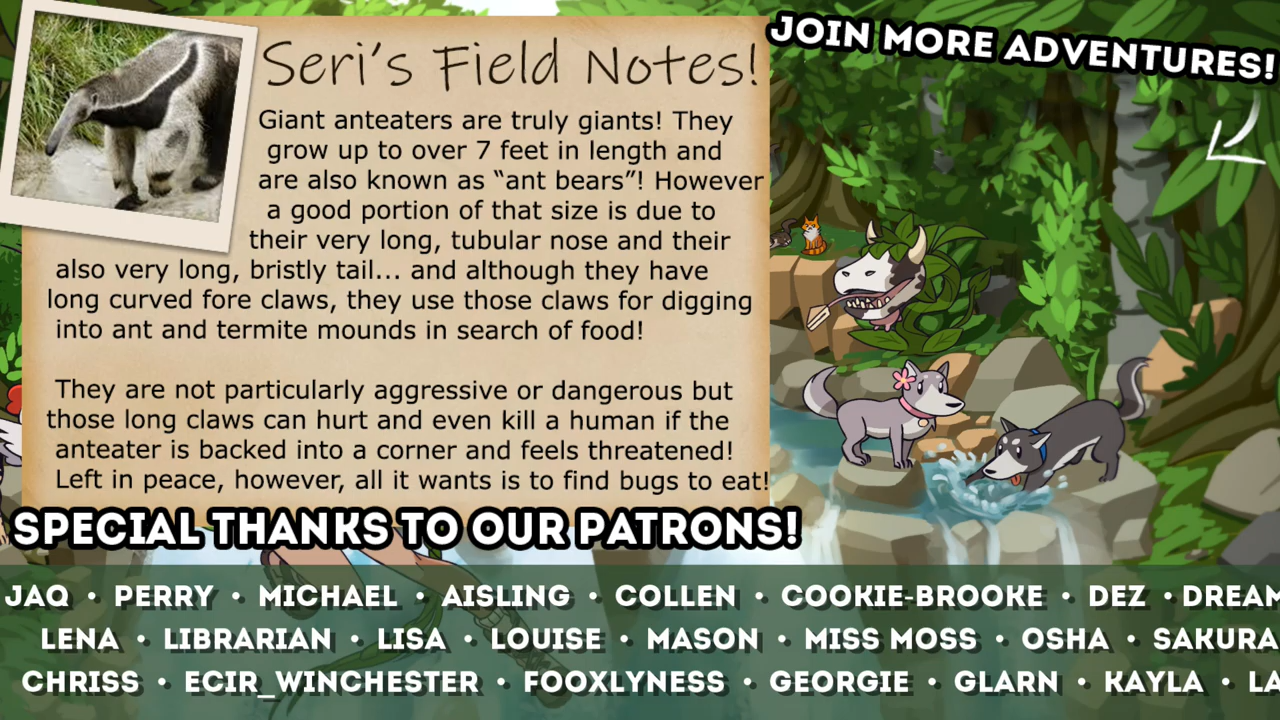 Seri's Field Notes!
JOIN MORE ADVENTURES!
Giant anteaters are truly giants! They
grow up to over 7 feet in length and
are also known as “ant bears”! However
a good portion of that size is due to
their very long, tubular nose and their
also very long, bristly tail... and although they have
long curved fore claws, they use those claws for digging
into ant and termite mounds in search of food!
They are not particularly aggressive or dangerous but
those long claws can hurt and even kill a human if the
anteater is backed into a corner and feels threatened!
Left in peace, however, all it wants is to find bugs to eat!
SPECIAL THANKS TO OUR PATRONS!
JAQ • PERRY • MICHAEL • AISLING • COLLEN • COOKIE-BROOKE • DEZ • DREAM
LENA • LIBRARIAN • LISA • LOUISE • MASON • MISS MOSS • OSHA • SAKURA
CHRISS • ECIR_WINCHESTER • FOOXLYNESS • GEORGIE • GLARN • KAYLA • LA